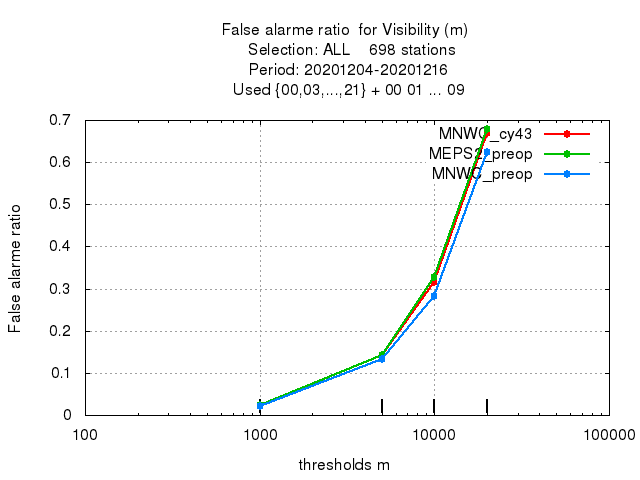 False alarme ratio  for Visibility (m)
Selection: ALL    698 stations
Period: 20201204-20201216
Used {00,03,...,21} + 00 01 ... 09
0.7
0.6
0.5
0.4
0.3
0.2
0.1
0
False alarme ratio
MNWC_cy43
MEPS2_preop
MNWC_preop
100
1000
10000
100000
thresholds m